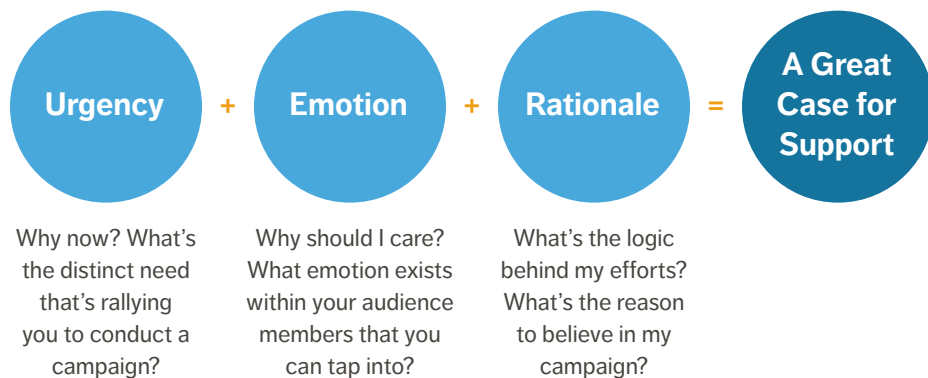 Urgency
+
Emotion
+
Rationale
=
A Great
Case for
Support
Why now? What's
the distinct need
that's rallying
you to conduct a
campaign?
Why should I care?
What emotion exists
within your audience
members that you
can tap into?
What's the logic
behind my efforts?
What's the reason
to believe in my
campaign?